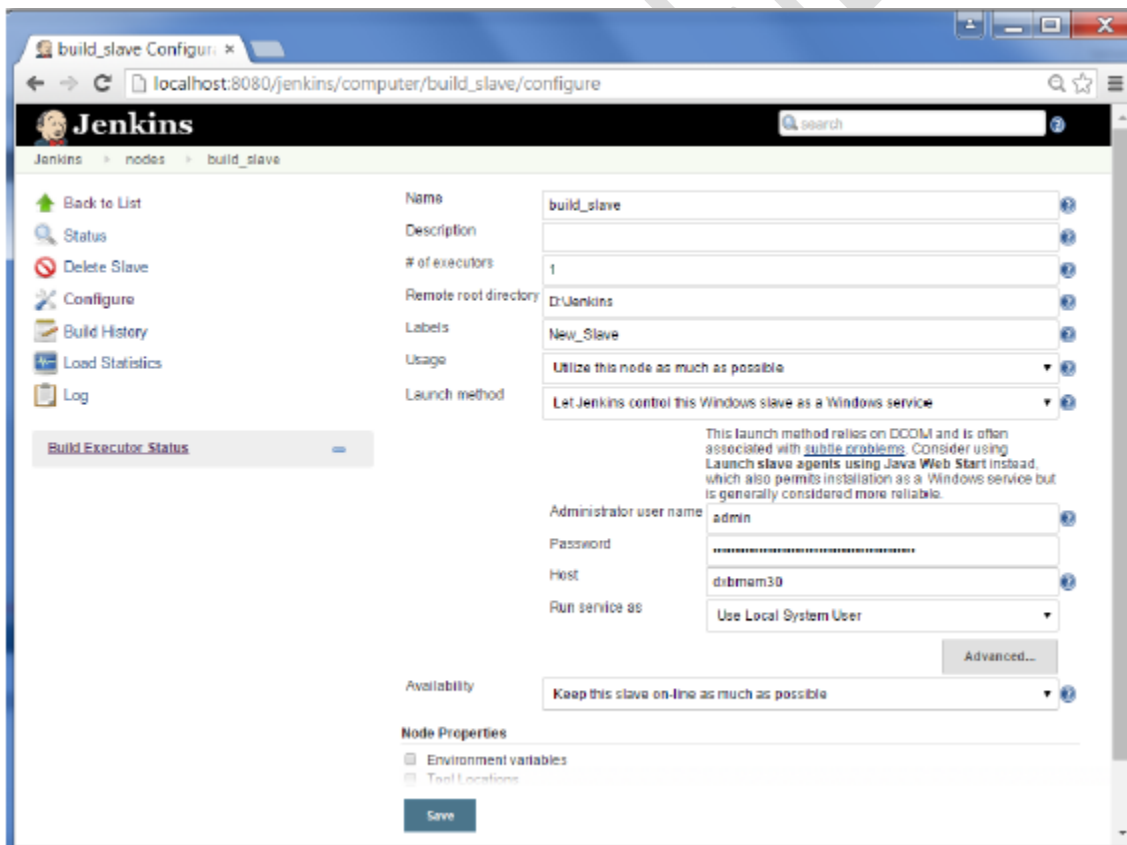 build_slave Configura ×
localhost:8080/jenkins/computer/build_slave/configure
Jenkins
search
Jenkins
nodes
build_slave
Back to List
Status
Delete Slave
Configure
Build History
Load Statistics
Log
Build Executor Status
Name
build_slave
Description
# of executors
1
Remote root directory
D:\Jenkins
Labels
New_Slave
Usage
Utilize this node as much as possible
Launch method
Let Jenkins control this Windows slave as a Windows service
This launch method relies on DCOM and is often
associated with subtle problems. Consider using
Launch slave agents using Java Web Start instead,
which also permits installation as a Windows service but
is generally considered more reliable.
Administrator user name
admin
Password
Host
dxbmem30
Run service as
Use Local System User
Advanced...
Availability
Keep this slave on-line as much as possible
Node Properties
Environment variables
Tool Locations
Save